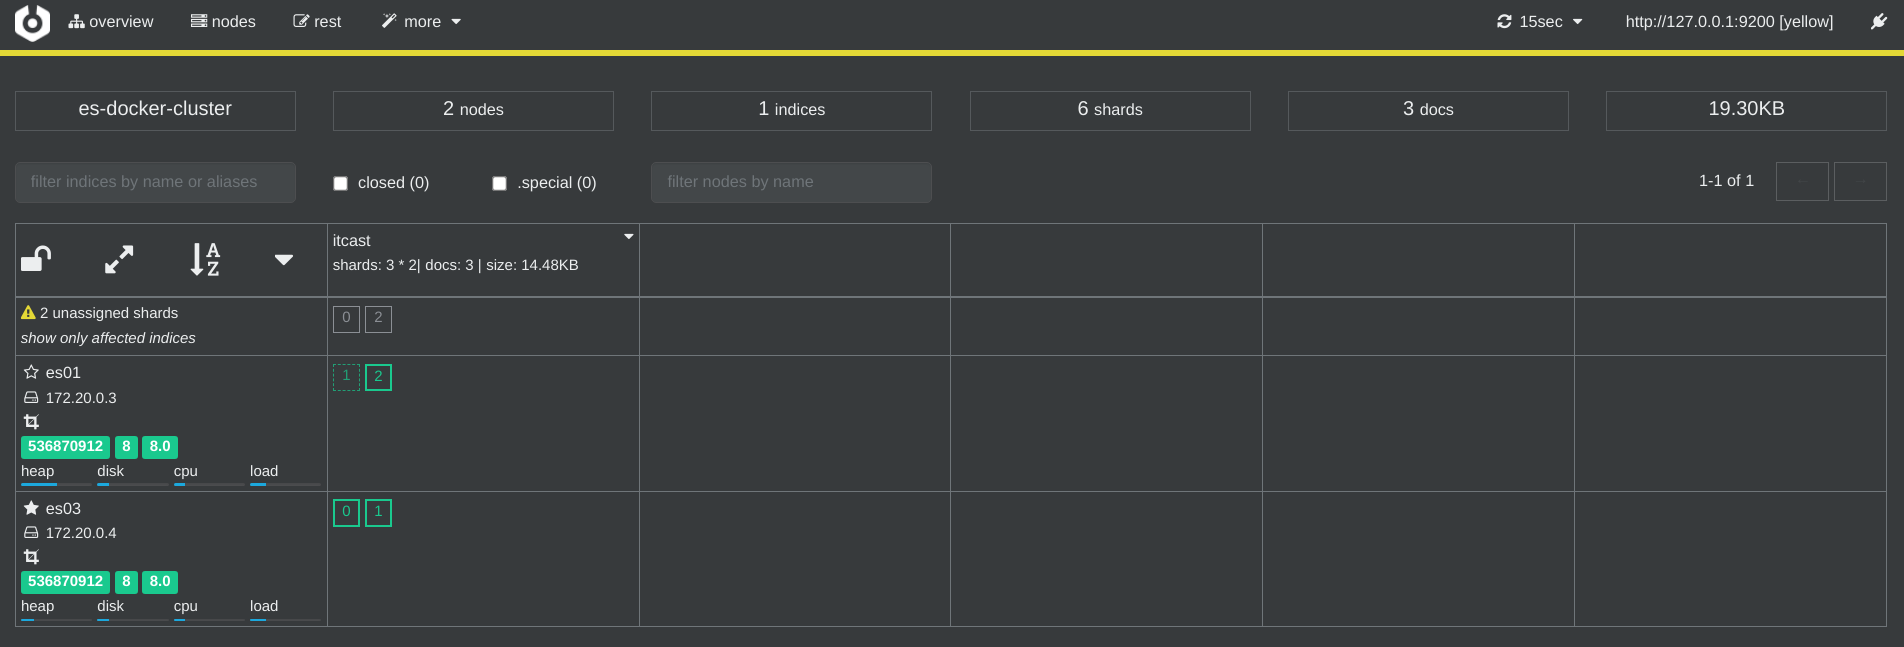 overview nodes rest more 15sec http://127.0.0.1:9200 [yellow]
es-docker-cluster 2 nodes 1 indices 6 shards 3 docs 19.30KB
filter indices by name or aliases closed (0) .special (0) filter nodes by name 1-1 of 1
itcast
shards: 3 * 2| docs: 3 | size: 14.48KB
2 unassigned shards 0 2
show only affected indices
es01 1 2
172.20.0.3
536870912 8 8.0
heap disk cpu load
es03 0 1
172.20.0.4
536870912 8 8.0
heap disk cpu load